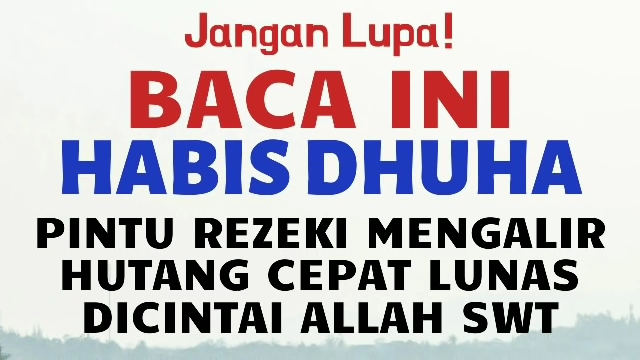 Jangan Lupa!
BACA INI
HABIS DHUHA
PINTU REZEKI MENGALIR
HUTANG CEPAT LUNAS
DICINTAI ALLAH SWT